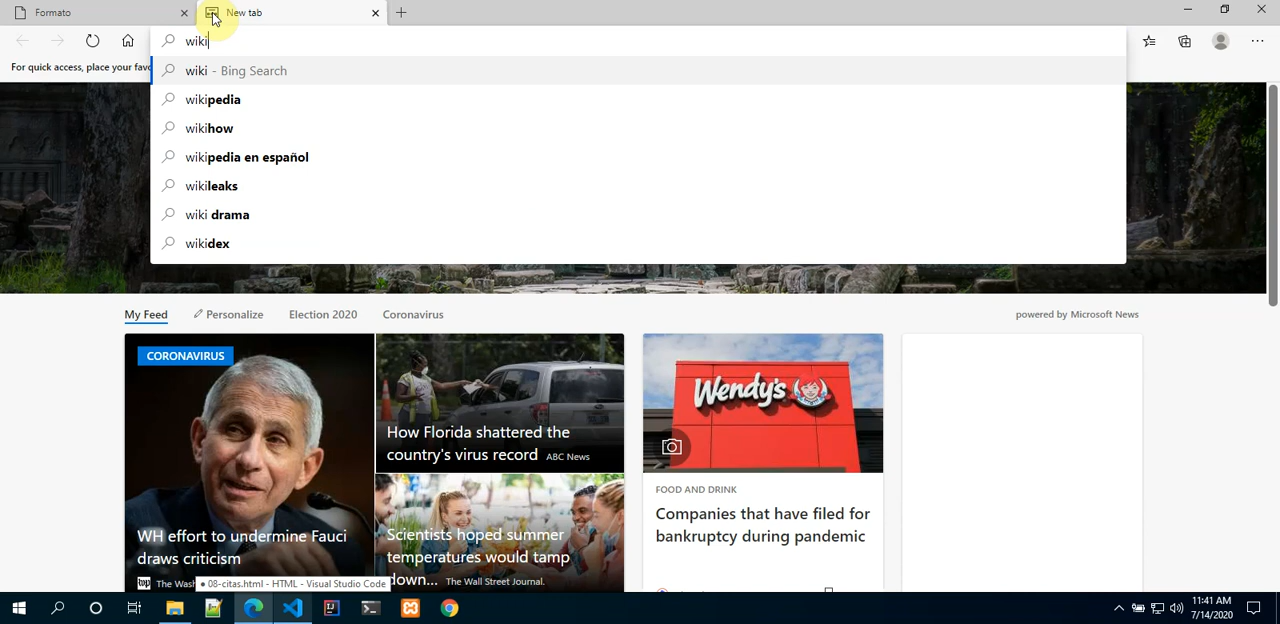 Formato
New tab
wiki
For quick access, place your favo
wiki - Bing Search
wikipedia
wikihow
wikipedia en español
wikileaks
wiki drama
wikidex
My Feed
Personalize
Election 2020
Coronavirus
powered by Microsoft News
CORONAVIRUS
WH effort to undermine Fauci
draws criticism
wp The Wash
How Florida shattered the
country's virus record ABC News
Scientists hoped summer
temperatures would tamp
down... The Wall Street Journal.
Wendy's
FOOD AND DRINK
Companies that have filed for
bankruptcy during pandemic
● 08-citas.html - HTML - Visual Studio Code
11:41 AM
7/14/2020